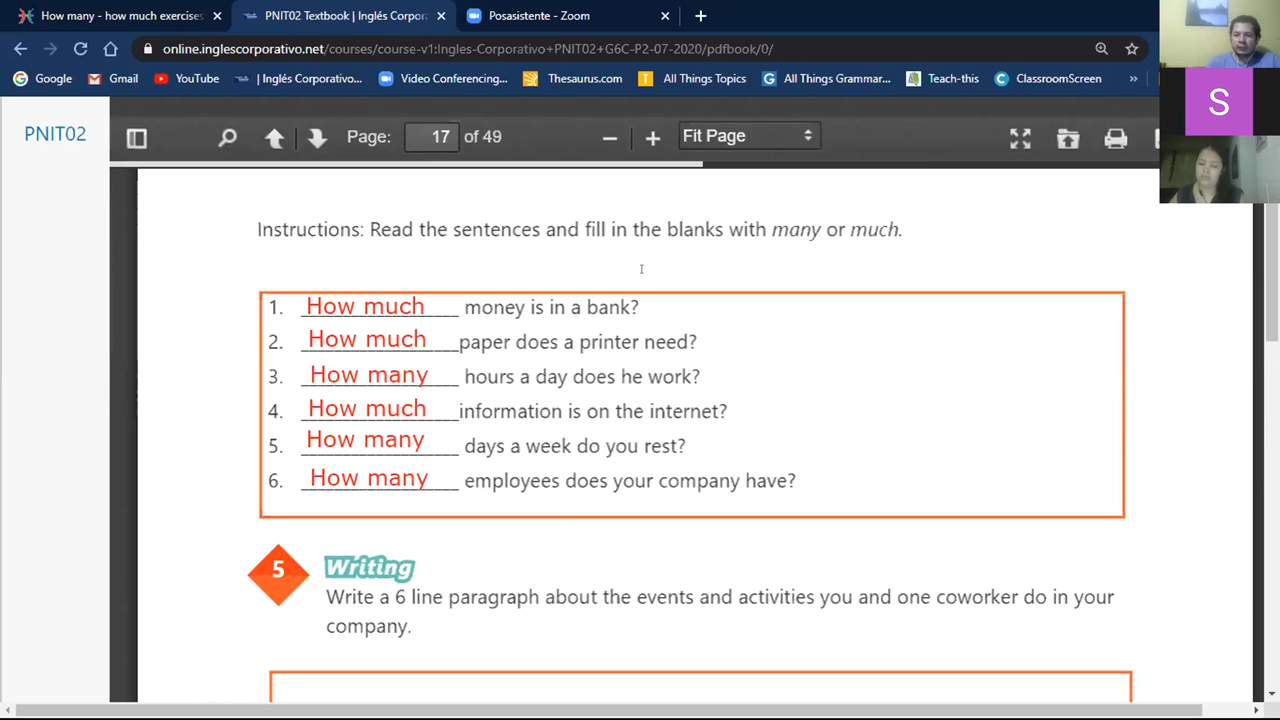 How many - how much exercises
PNIT02 Textbook | Inglés Corpor
Posasistente - Zoom
online.inglescorporativo.net/courses/course-v1:Ingles-Corporativo+PNIT02+G6C-P2-07-2020/pdfbook/0/
Google
Gmail
YouTube
| Inglés Corporativo...
Video Conferencing...
Thesaurus.com
All Things Topics
All Things Grammar...
Teach-this
ClassroomScreen
S
PNIT02
Page: 17 of 49
Fit Page
Instructions: Read the sentences and fill in the blanks with many or much.
1. How much money is in a bank?
2. How much paper does a printer need?
3. How many hours a day does he work?
4. How much information is on the internet?
5. How many days a week do you rest?
6. How many employees does your company have?
5 Writing
Write a 6 line paragraph about the events and activities you and one coworker do in your
company.